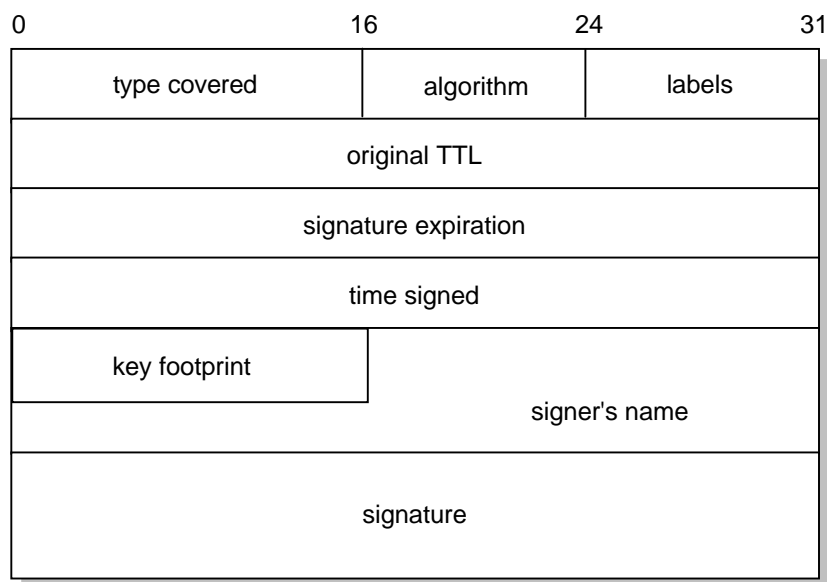 0 16 24 31
type covered algorithm labels
original TTL
signature expiration
time signed
key footprint
signer's name
signature